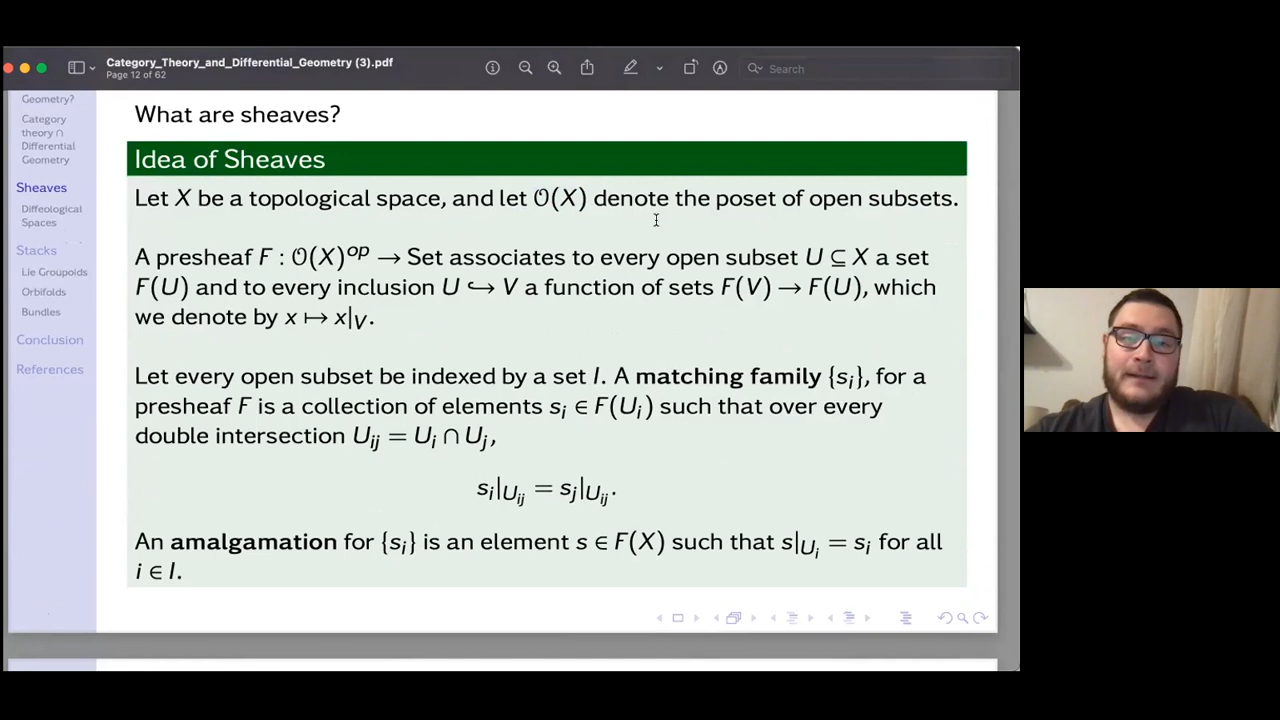 Category_Theory_and_Differential_Geometry (3).pdf
Page 12 of 62
Search
Geometry?
Category
theory ∩
Differential
Geometry
Sheaves
Diffeological
Spaces
Stacks
Lie Groupoids
Orbifolds
Bundles
Conclusion
References
What are sheaves?
Idea of Sheaves
Let X be a topological space, and let 𝒪(X) denote the poset of open subsets.
A presheaf F : 𝒪(X)^op → Set associates to every open subset U ⊆ X a set
F(U) and to every inclusion U ↪ V a function of sets F(V) → F(U), which
we denote by x ↦ x|_V.
Let every open subset be indexed by a set I. A matching family {s_i}, for a
presheaf F is a collection of elements s_i ∈ F(U_i) such that over every
double intersection U_ij = U_i ∩ U_j,
s_i|_{U_ij} = s_j|_{U_ij}.
An amalgamation for {s_i} is an element s ∈ F(X) such that s|_{U_i} = s_i for all
i ∈ I.